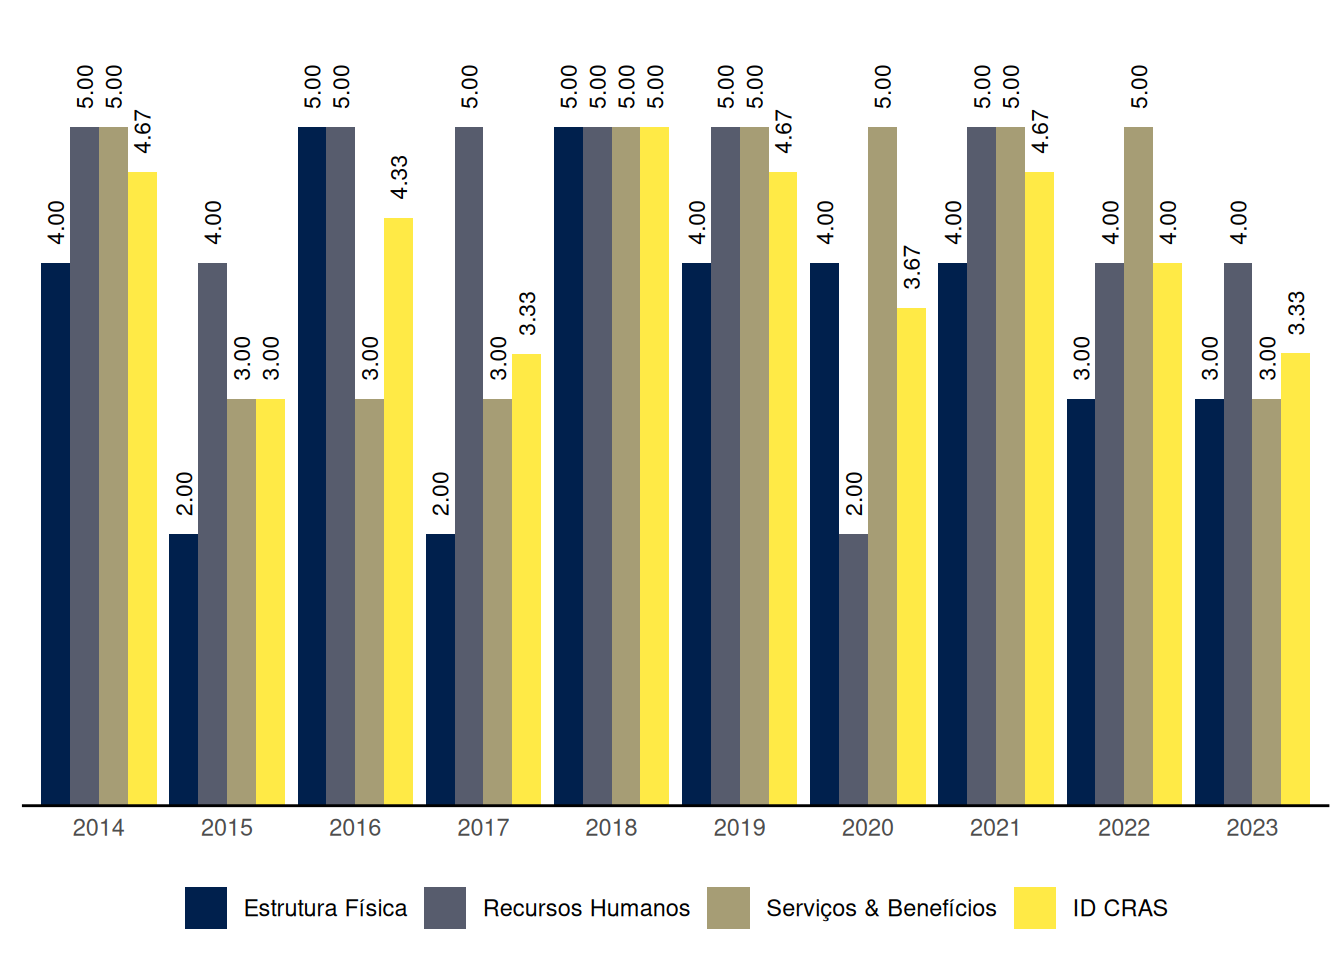 4.00 5.00 5.00 4.67
2.00 4.00 3.00 3.00
5.00 5.00 3.00 4.33
2.00 5.00 3.00 3.33
5.00 5.00 5.00 5.00
4.00 5.00 5.00 4.67
4.00 2.00 5.00 3.67
4.00 5.00 5.00 4.67
3.00 4.00 5.00 4.00
3.00 4.00 3.00 3.33
2014 2015 2016 2017 2018 2019 2020 2021 2022 2023
Estrutura Física Recursos Humanos Serviços & Benefícios ID CRAS